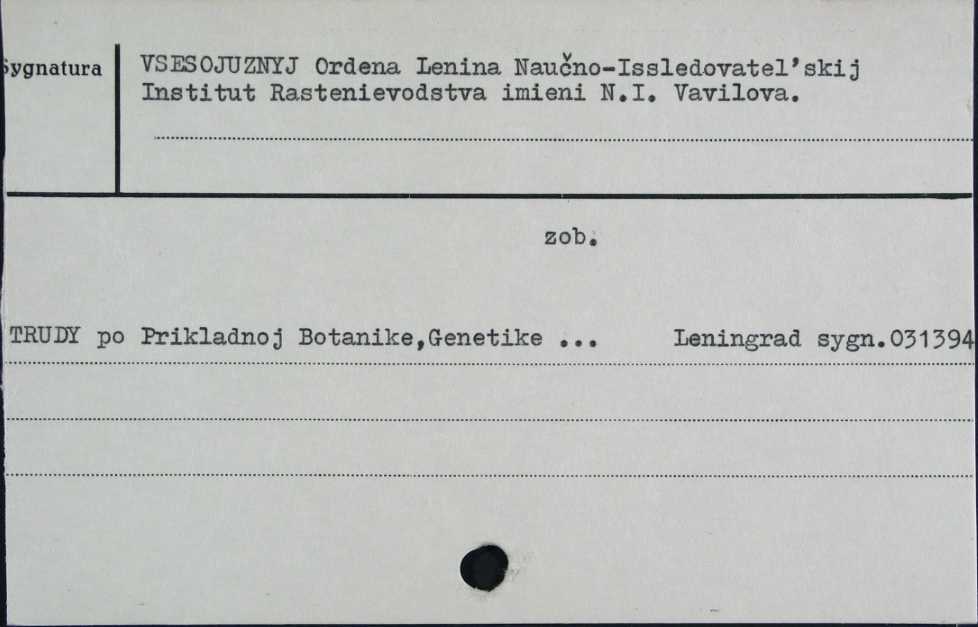 Sygnatura
VSESOJUZNYJ Ordena Lenina Naučno-Issledovatel'skij
Institut Rastenievodstva imieni N.I. Vavilova.
zob.
TRUDY po Prikladnoj Botanike,Genetike ... Leningrad sygn.031394